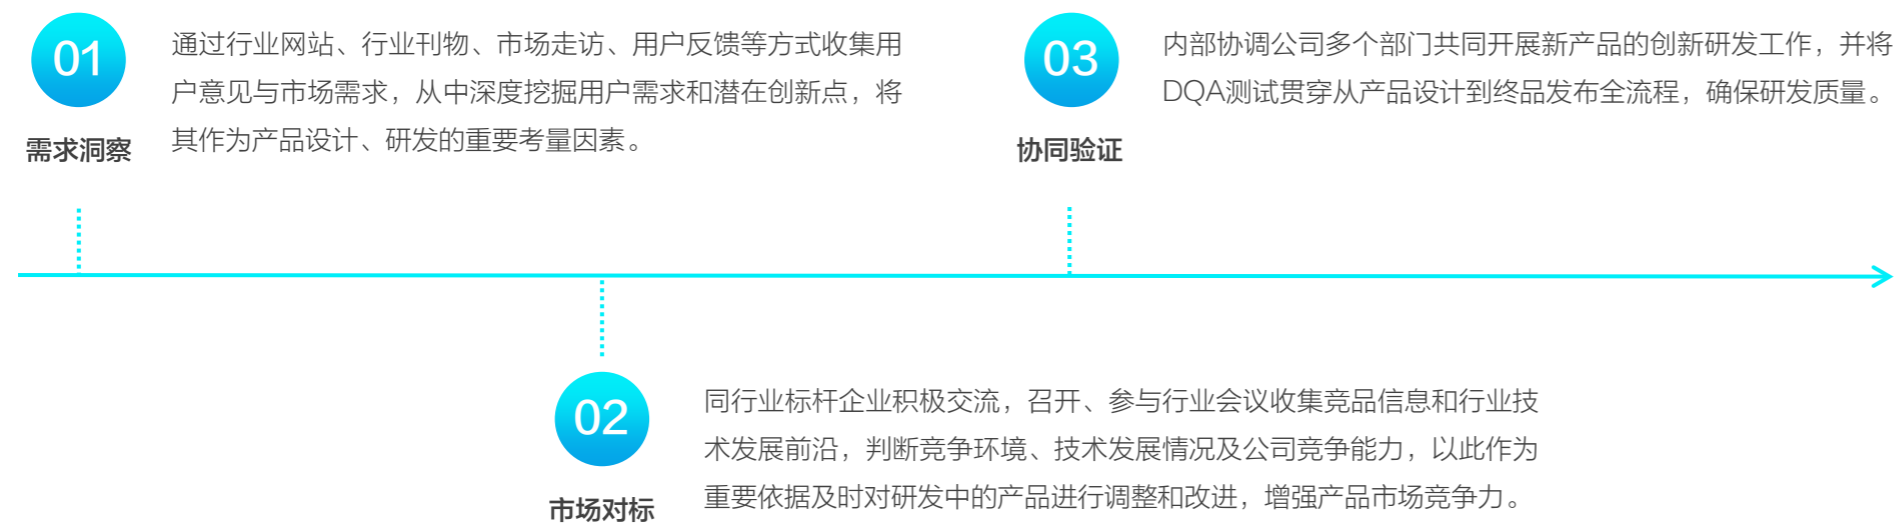 01
需求洞察
通过行业网站、行业刊物、市场走访、用户反馈等方式收集用
户意见与市场需求，从中深度挖掘用户需求和潜在创新点，将
其作为产品设计、研发的重要考量因素。
02
市场对标
同行业标杆企业积极交流，召开、参与行业会议收集竞品信息和行业技
术发展前沿，判断竞争环境、技术发展情况及公司竞争能力，以此作为
重要依据及时对研发中的产品进行调整和改进，增强产品市场竞争力。
03
协同验证
内部协调公司多个部门共同开展新产品的创新研发工作，并将
DQA测试贯穿从产品设计到终品发布全流程，确保研发质量。